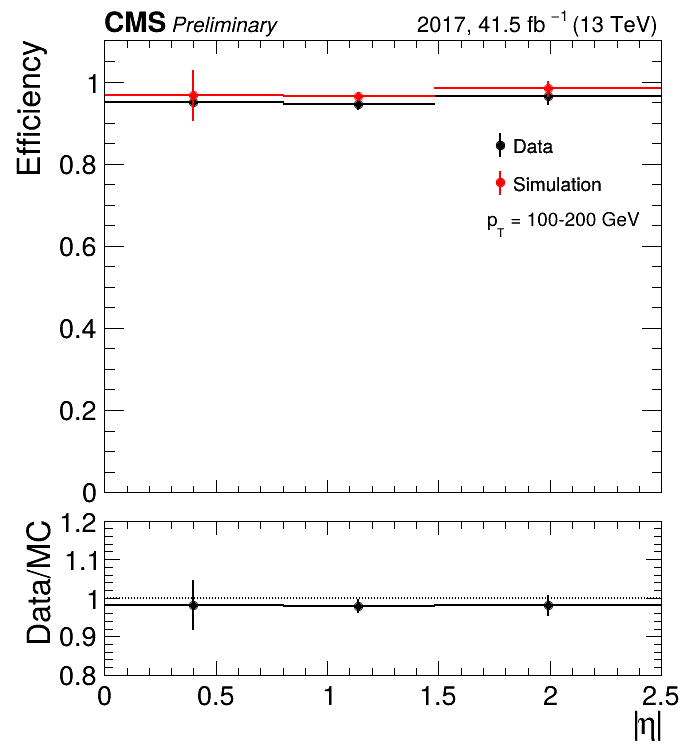 CMS Preliminary 2017, 41.5 fb⁻¹ (13 TeV)
Efficiency
1
0.8
0.6
0.4
0.2
0
Data
Simulation
p_T = 100-200 GeV
Data/MC
1.2
1.1
1
0.9
0.8
0 0.5 1 1.5 2 2.5
|η|